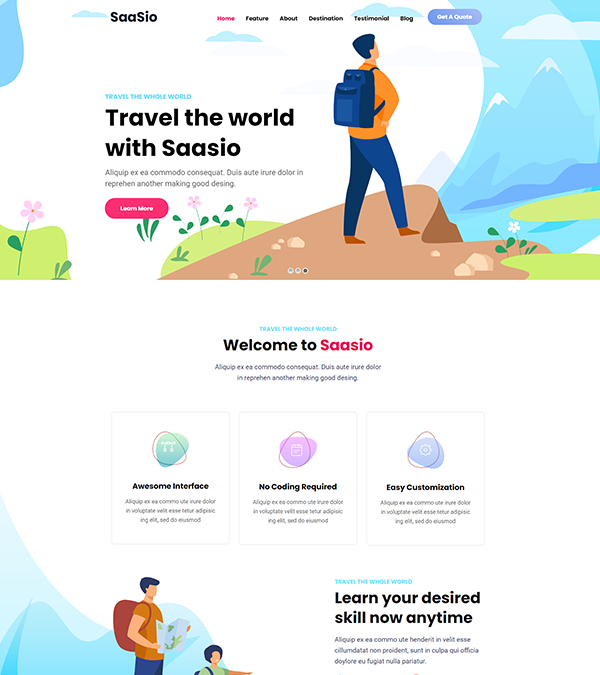 SaaSio
Home Feature About Destination Testimonial Blog Get A Quote
TRAVEL THE WHOLE WORLD
Travel the world
with Saasio
Aliquip ex ea commodo consequat. Duis aute irure dolor in
reprehen another making good desing.
Learn More
TRAVEL THE WHOLE WORLD
Welcome to Saasio
Aliquip ex ea commodo consequat. Duis aute irure dolor
in reprehen another making good desing.
Awesome Interface
Aliquip ex ea commo ute irure dolor
in voluptate velit esse tetur adipisic
ing elit, sed do eiusmod
No Coding Required
Aliquip ex ea commo ute irure dolor
in voluptate velit esse tetur adipisic
ing elit, sed do eiusmod
Easy Customization
Aliquip ex ea commo ute irure dolor
in voluptate velit esse tetur adipisic
ing elit, sed do eiusmod
TRAVEL THE WHOLE WORLD
Learn your desired
skill now anytime
Aliquip ex ea commo ute henderit in velit esse
cillumdatat non proident, sunt in culpa qui officia
doylore eu fugiat nulla pariatur.